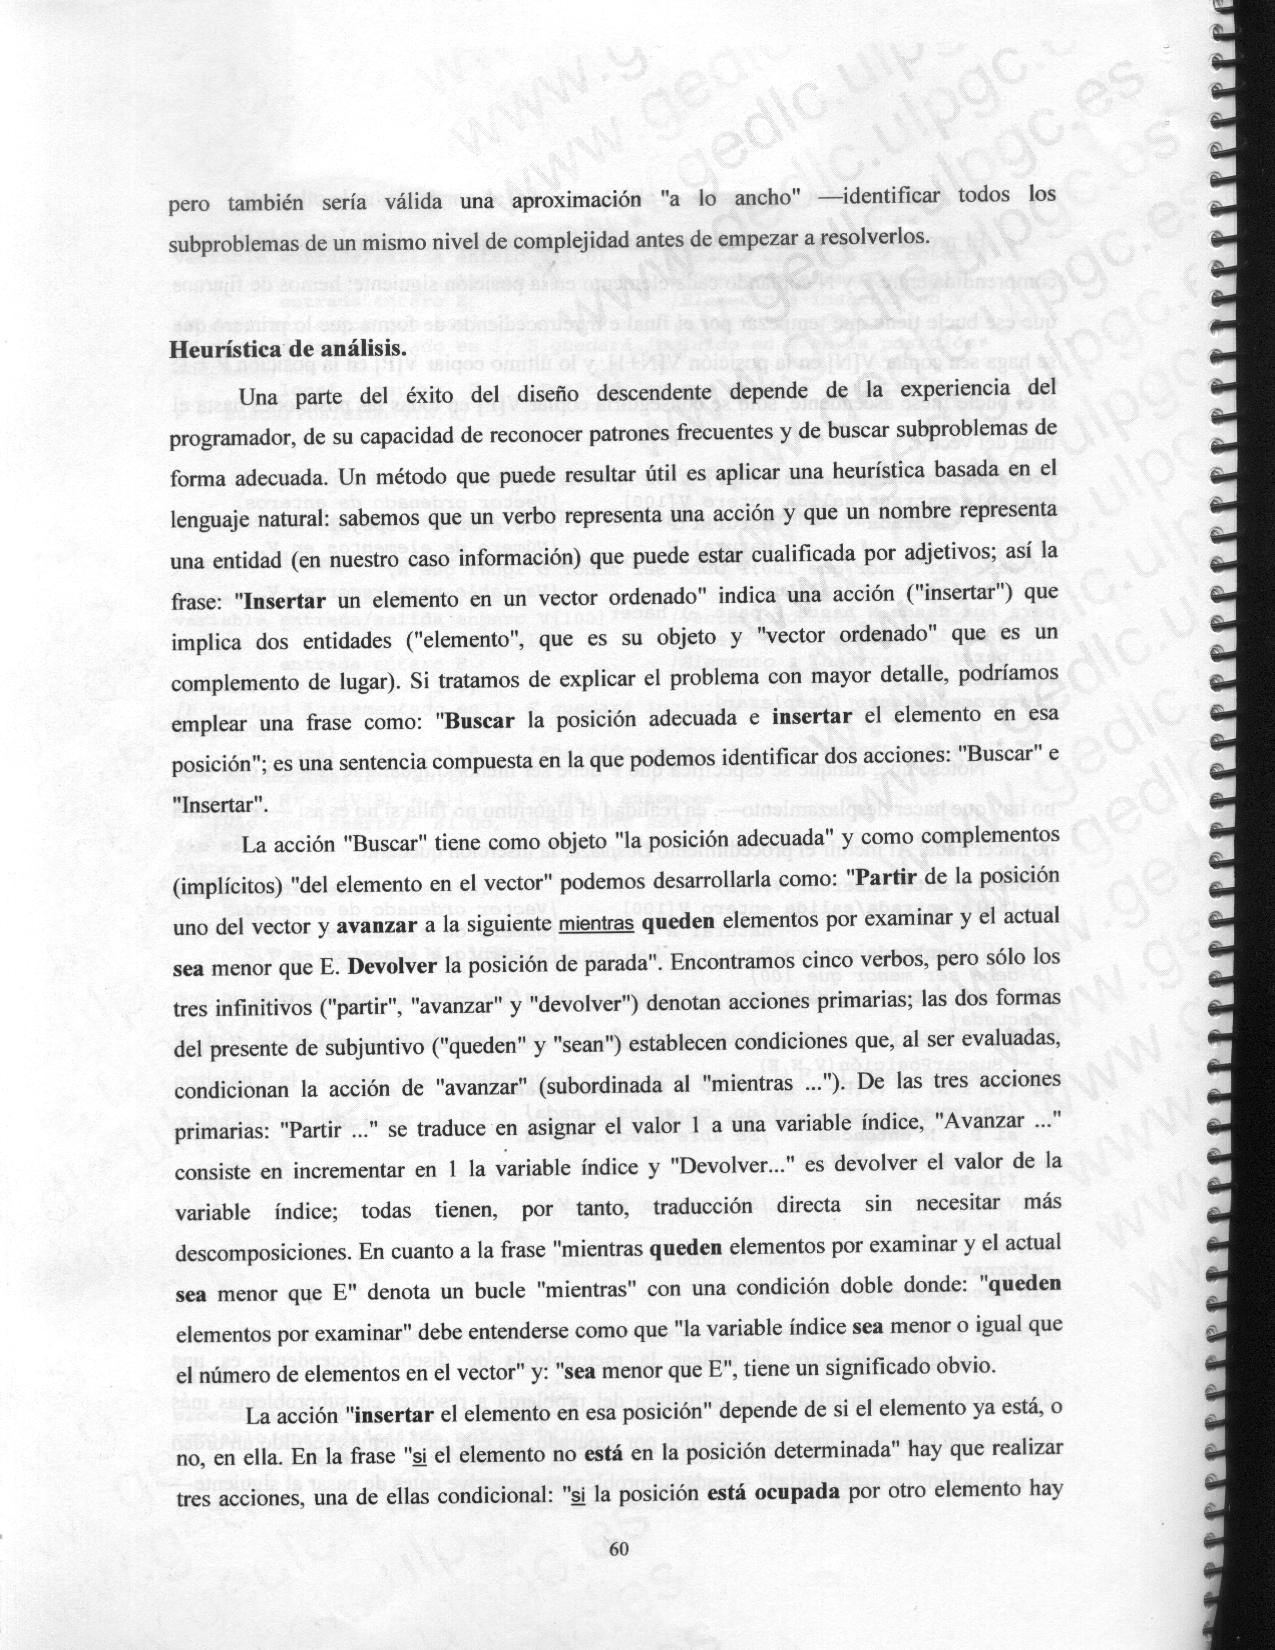 pero también sería válida una aproximación "a lo ancho" —identificar todos los
subproblemas de un mismo nivel de complejidad antes de empezar a resolverlos.
Heurística de análisis.
Una parte del éxito del diseño descendente depende de la experiencia del
programador, de su capacidad de reconocer patrones frecuentes y de buscar subproblemas de
forma adecuada. Un método que puede resultar útil es aplicar una heurística basada en el
lenguaje natural: sabemos que un verbo representa una acción y que un nombre representa
una entidad (en nuestro caso información) que puede estar cualificada por adjetivos; así la
frase: "Insertar un elemento en un vector ordenado" indica una acción ("insertar") que
implica dos entidades ("elemento", que es su objeto y "vector ordenado" que es un
complemento de lugar). Si tratamos de explicar el problema con mayor detalle, podríamos
emplear una frase como: "Buscar la posición adecuada e insertar el elemento en esa
posición"; es una sentencia compuesta en la que podemos identificar dos acciones: "Buscar" e
"Insertar".
La acción "Buscar" tiene como objeto "la posición adecuada" y como complementos
(implícitos) "del elemento en el vector" podemos desarrollarla como: "Partir de la posición
uno del vector y avanzar a la siguiente mientras queden elementos por examinar y el actual
sea menor que E. Devolver la posición de parada". Encontramos cinco verbos, pero sólo los
tres infinitivos ("partir", "avanzar" y "devolver") denotan acciones primarias; las dos formas
del presente de subjuntivo ("queden" y "sean") establecen condiciones que, al ser evaluadas,
condicionan la acción de "avanzar" (subordinada al "mientras ..."). De las tres acciones
primarias: "Partir ..." se traduce en asignar el valor 1 a una variable índice, "Avanzar ..."
consiste en incrementar en 1 la variable índice y "Devolver..." es devolver el valor de la
variable índice; todas tienen, por tanto, traducción directa sin necesitar más
descomposiciones. En cuanto a la frase "mientras queden elementos por examinar y el actual
sea menor que E" denota un bucle "mientras" con una condición doble donde: "queden
elementos por examinar" debe entenderse como que "la variable índice sea menor o igual que
el número de elementos en el vector" y: "sea menor que E", tiene un significado obvio.
La acción "insertar el elemento en esa posición" depende de si el elemento ya está, o
no, en ella. En la frase "si el elemento no está en la posición determinada" hay que realizar
tres acciones, una de ellas condicional: "si la posición está ocupada por otro elemento hay
60